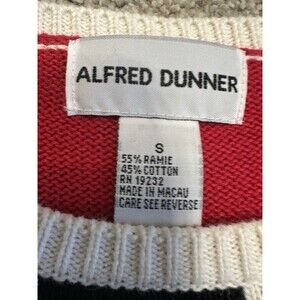 ALFRED DUNNER
S
55% RAMIE
45% COTTON
RN 19232
MADE IN MACAU
CARE SEE REVERSE